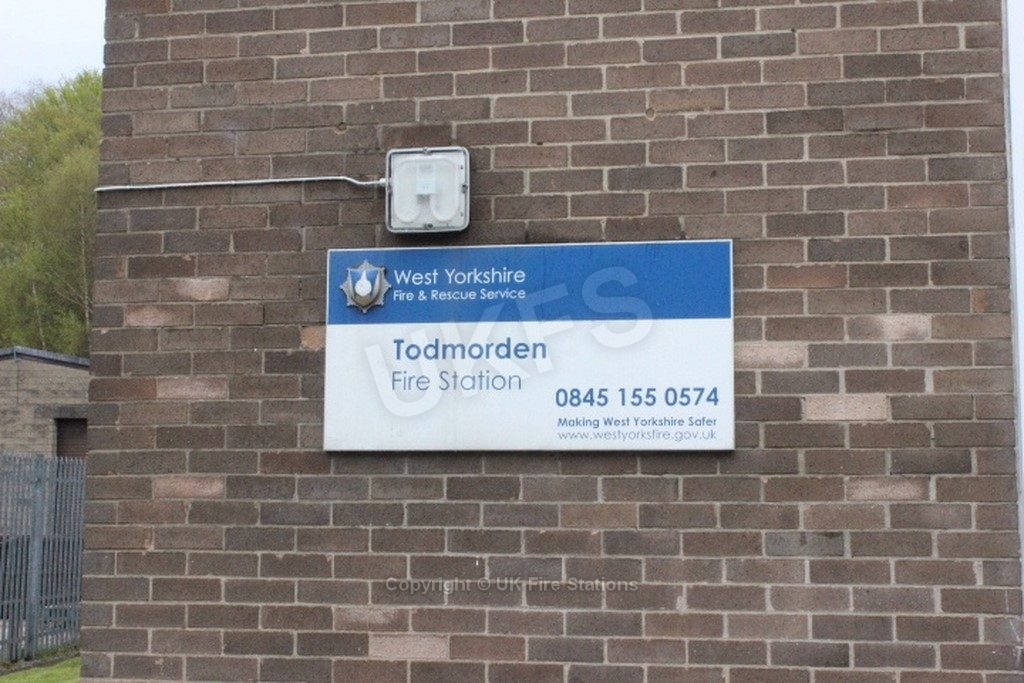 West Yorkshire
Fire & Rescue Service
Todmorden
Fire Station
0845 155 0574
Making West Yorkshire Safer
www.westyorksfire.gov.uk
UKFS
Copyright © UK Fire Stations